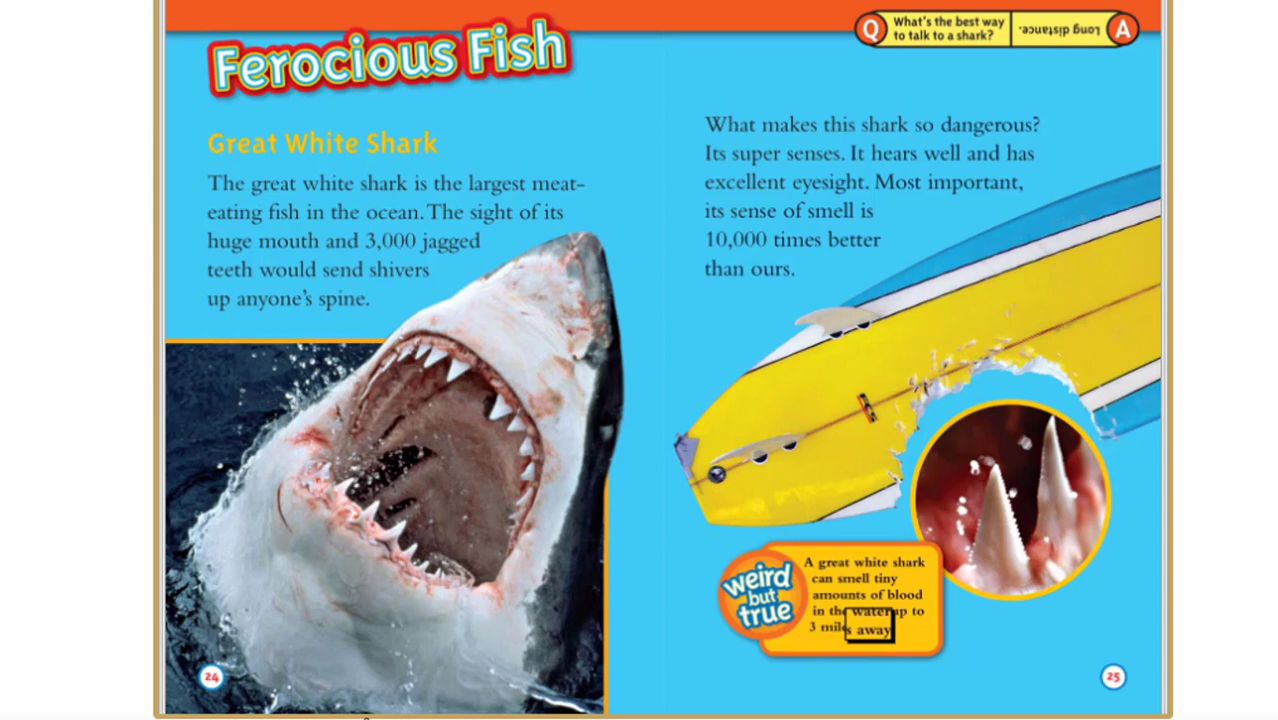 Ferocious Fish
Great White Shark
The great white shark is the largest meat-
eating fish in the ocean. The sight of its
huge mouth and 3,000 jagged
teeth would send shivers
up anyone's spine.
24
Q What's the best way
to talk to a shark?
Long distance. A
What makes this shark so dangerous?
Its super senses. It hears well and has
excellent eyesight. Most important,
its sense of smell is
10,000 times better
than ours.
weird
but
true
A great white shark
can smell tiny
amounts of blood
in the water up to
3 miles away
25